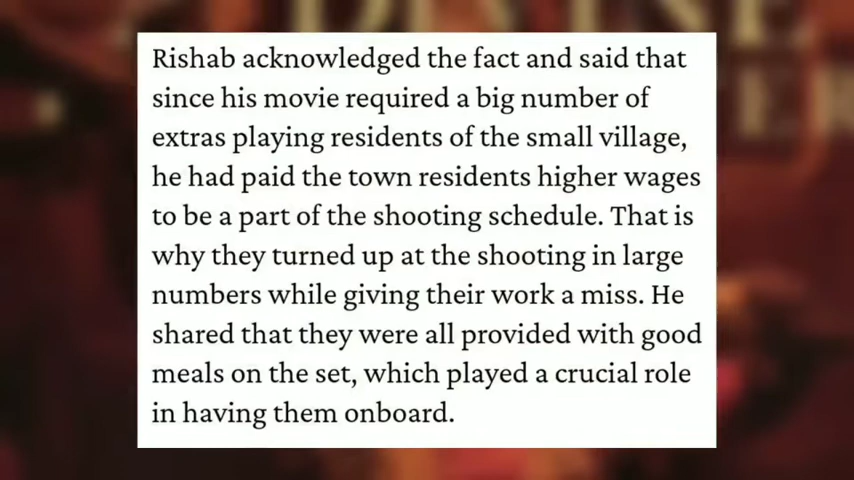 Rishab acknowledged the fact and said that
since his movie required a big number of
extras playing residents of the small village,
he had paid the town residents higher wages
to be a part of the shooting schedule. That is
why they turned up at the shooting in large
numbers while giving their work a miss. He
shared that they were all provided with good
meals on the set, which played a crucial role
in having them onboard.